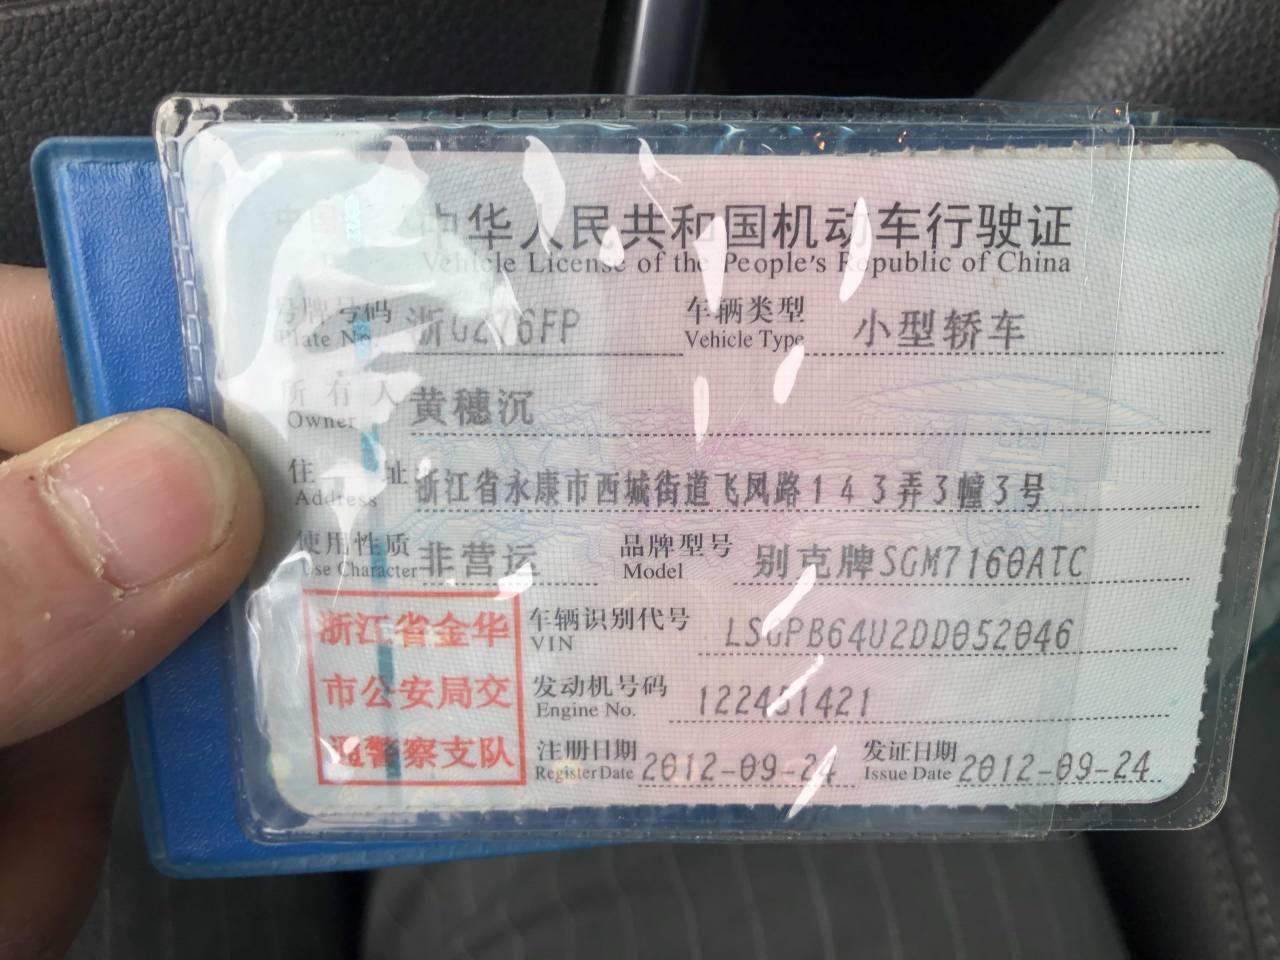 中华人民共和国机动车行驶证
Vehicle License of the People's Republic of China
号牌号码 浙G276FP 车辆类型 小型轿车
Plate No. Vehicle Type
所有人 黄穗沉
Owner
住址 浙江省永康市西城街道飞凤路143弄3幢3号
Address
使用性质 非营运 品牌型号 别克牌SGM7160ATC
Use Character Model
浙江省金华
市公安局交
通警察支队
车辆识别代号 LSGPB64U2DD052046
VIN
发动机号码
Engine No.
注册日期 2012-09-24 发证日期 2012-09-24
Register Date Issue Date